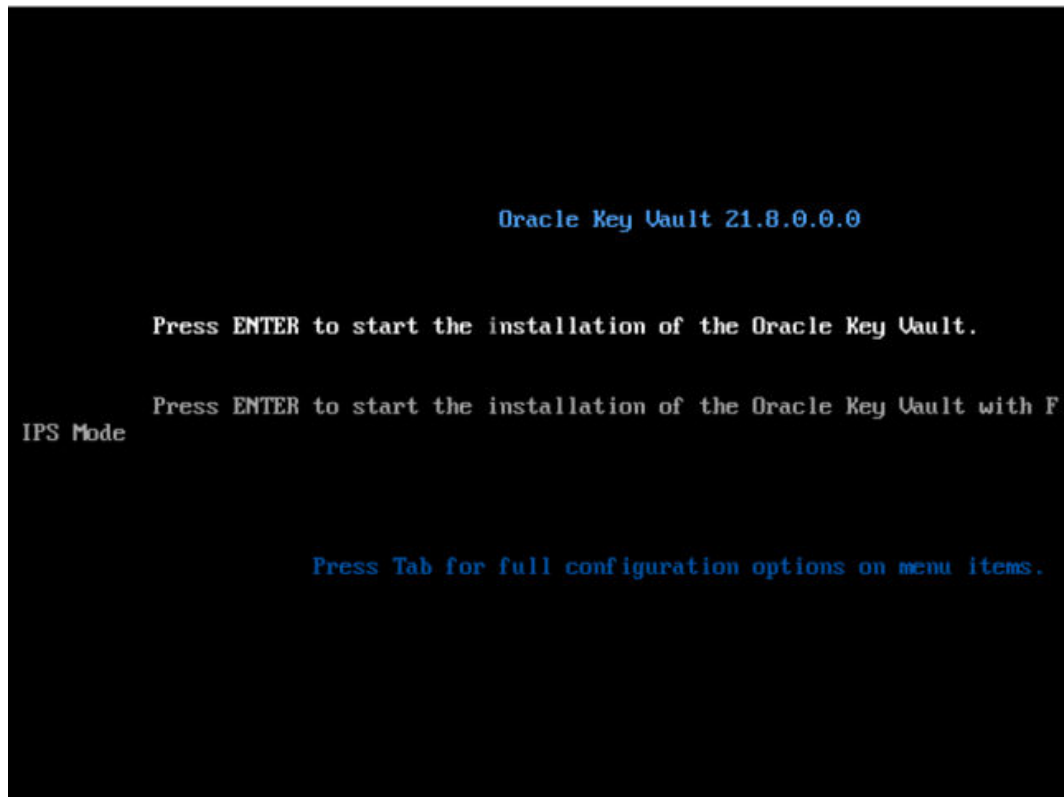 Oracle Key Vault 21.8.0.0.0
Press ENTER to start the installation of the Oracle Key Vault.
Press ENTER to start the installation of the Oracle Key Vault with F
IPS Mode
Press Tab for full configuration options on menu items.